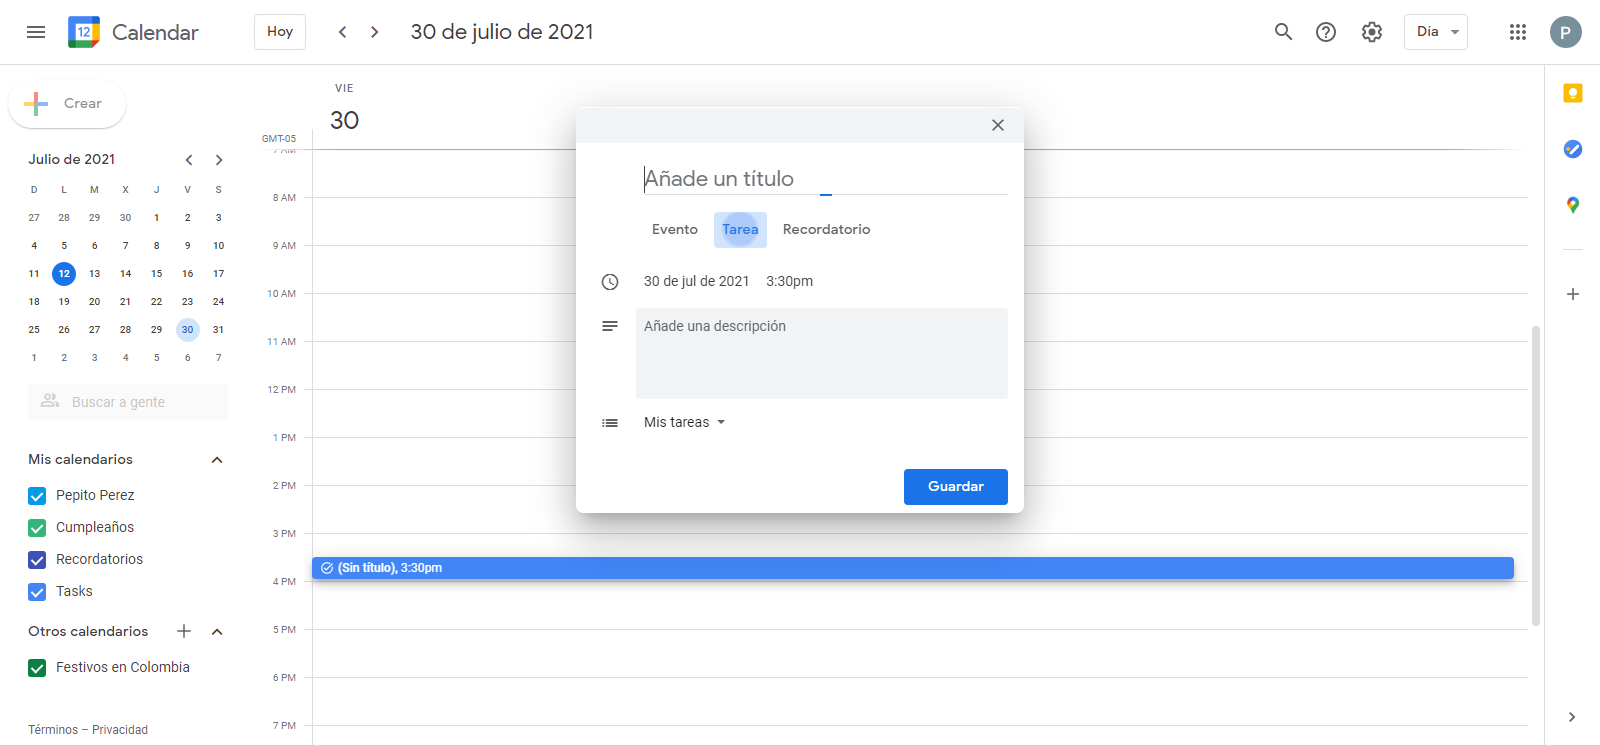 12 Calendar Hoy 30 de julio de 2021 Día P
Crear
Julio de 2021
D L M X J V S
27 28 29 30 1 2 3
4 5 6 7 8 9 10
11 12 13 14 15 16 17
18 19 20 21 22 23 24
25 26 27 28 29 30 31
1 2 3 4 5 6 7
Buscar a gente
Mis calendarios
Pepito Perez
Cumpleaños
Recordatorios
Tasks
Otros calendarios
Festivos en Colombia
Términos – Privacidad
VIE
30
GMT-05
7 AM
8 AM
9 AM
10 AM
11 AM
12 PM
1 PM
2 PM
3 PM
4 PM
5 PM
6 PM
7 PM
(Sin título), 3:30pm
Añade un título
Evento Tarea Recordatorio
30 de jul de 2021 3:30pm
Añade una descripción
Mis tareas
Guardar